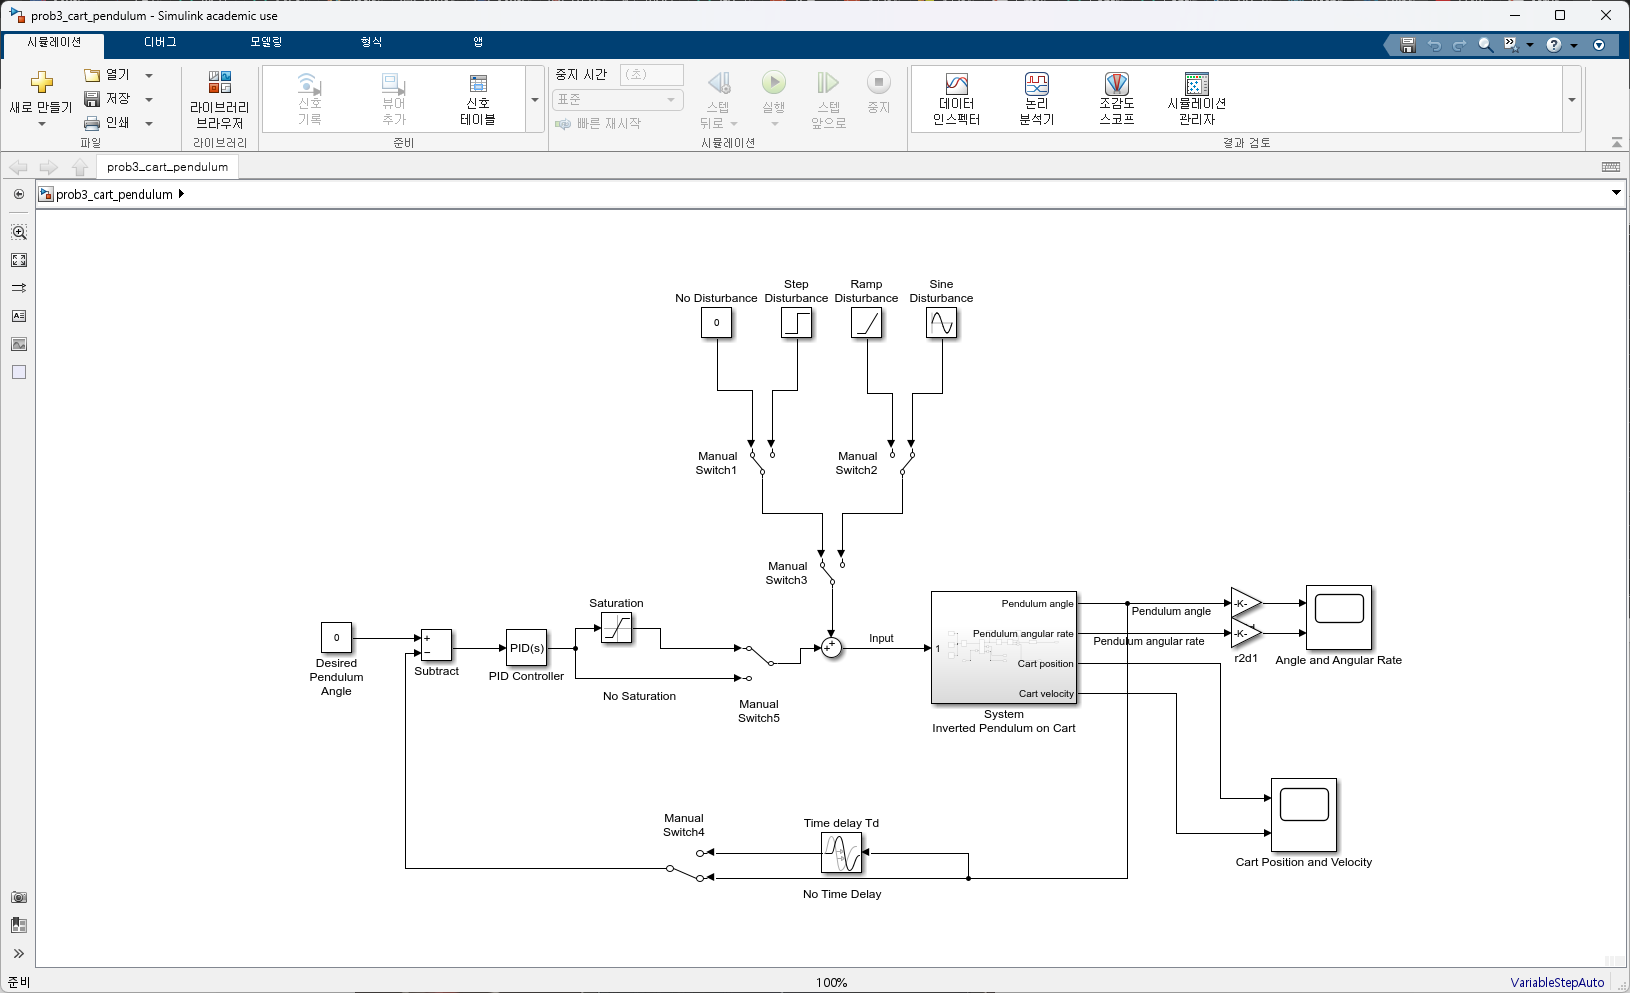 prob3_cart_pendulum - Simulink academic use
시뮬레이션
디버그
모델링
형식
앱
새로 만들기
열기
저장
인쇄
파일
라이브러리
브라우저
라이브러리
신호
기록
뷰어
추가
신호
테이블
준비
중지 시간
(초)
표준
빠른 재시작
스텝
뒤로
실행
스텝
앞으로
중지
시뮬레이션
데이터
인스펙터
논리
분석기
조감도
스코프
시뮬레이션
관리자
결과 검토
prob3_cart_pendulum
prob3_cart_pendulum
No Disturbance
Step
Disturbance
Ramp
Disturbance
Sine
Disturbance
0
Manual
Switch1
Manual
Switch2
Manual
Switch3
0
Desired
Pendulum
Angle
+
−
Subtract
PID(s)
PID Controller
Saturation
No Saturation
Manual
Switch5
+
+
Input
1
Pendulum angle
Pendulum angular rate
Cart position
Cart velocity
System
Inverted Pendulum on Cart
Pendulum angle
Pendulum angular rate
-K-
-K-
r2d1
Angle and Angular Rate
Cart Position and Velocity
Manual
Switch4
Time delay Td
No Time Delay
준비
100%
VariableStepAuto